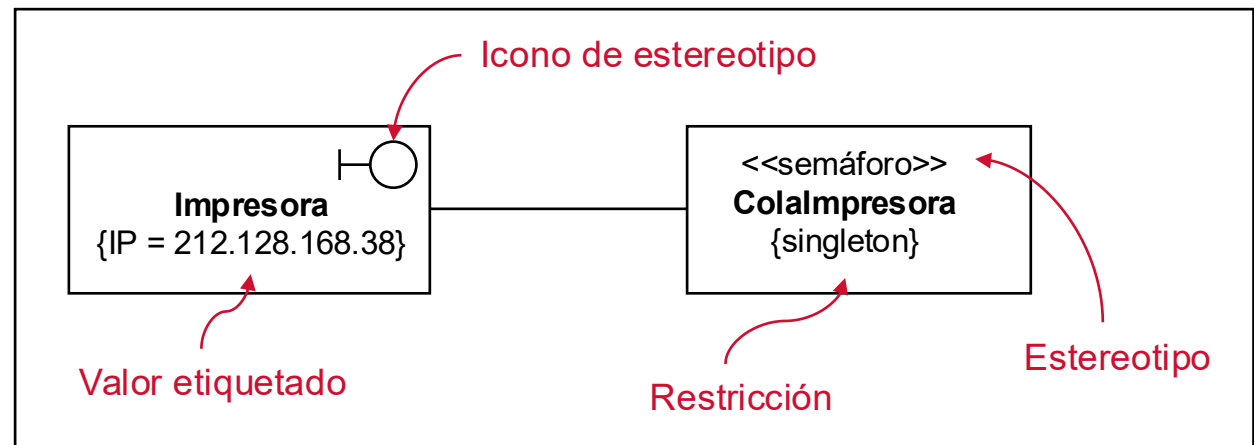 Icono de estereotipo
Impresora
{IP = 212.128.168.38}
<<semáforo>>
ColaImpresora
{singleton}
Valor etiquetado
Restricción
Estereotipo